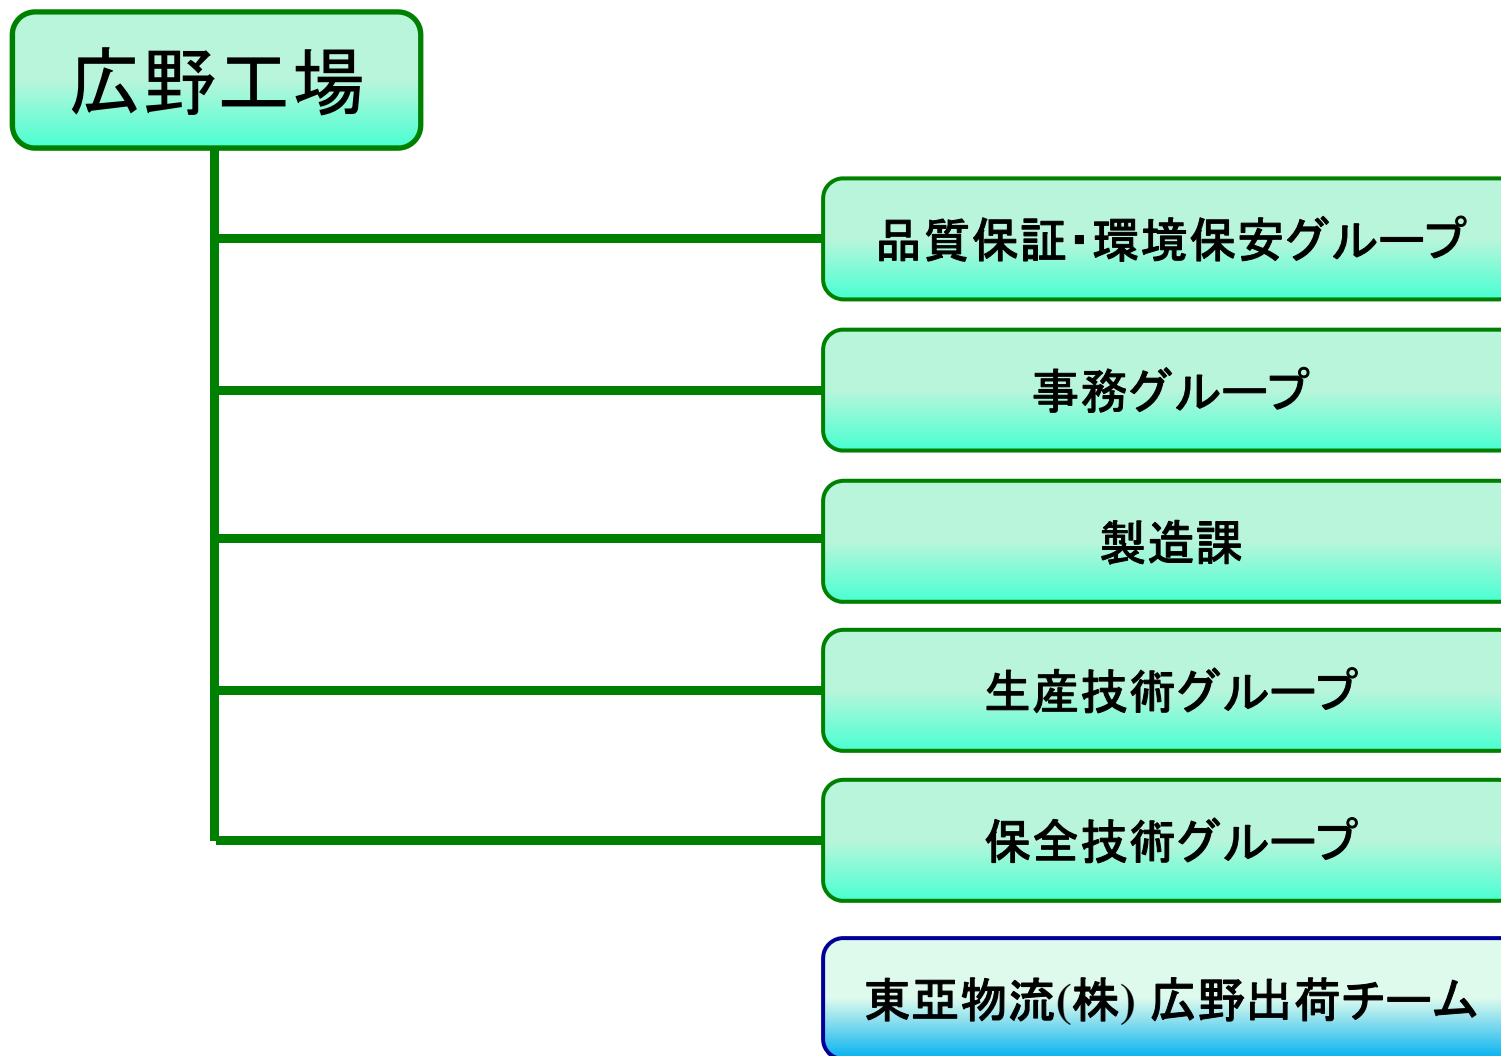 広野工場
品質保証・環境保安グループ
事務グループ
製造課
生産技術グループ
保全技術グループ
東亞物流(株) 広野出荷チーム